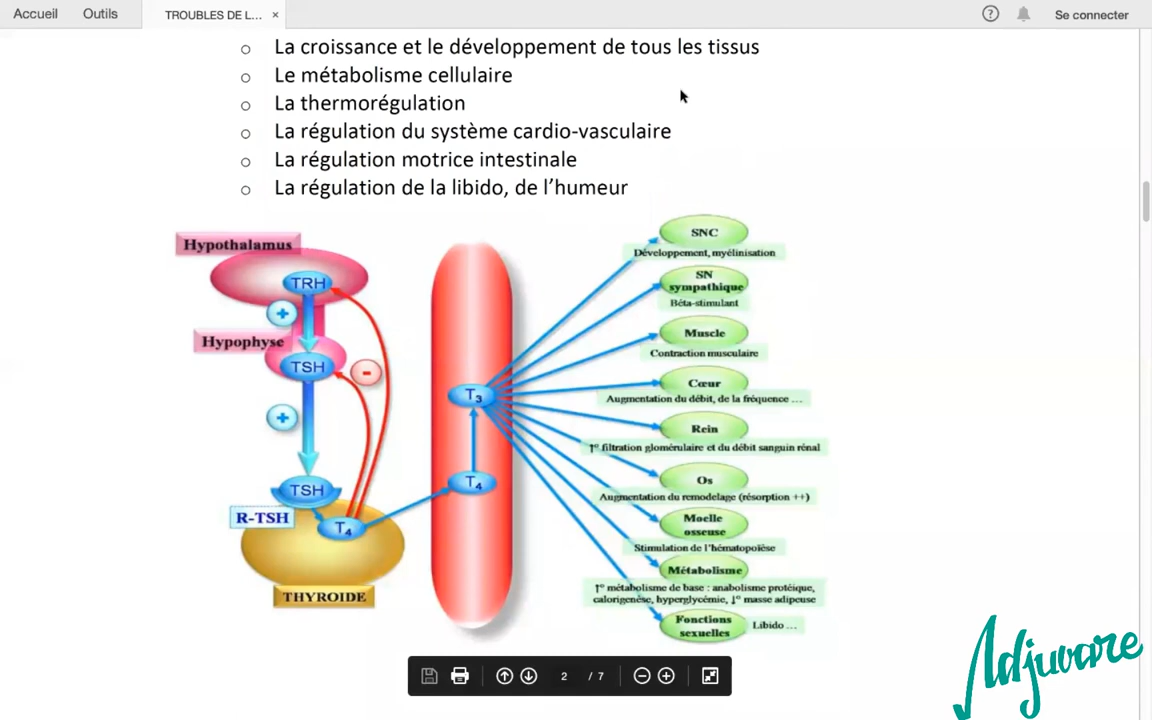 Accueil Outils TROUBLES DE L... × ? Se connecter
o La croissance et le développement de tous les tissus
o Le métabolisme cellulaire
o La thermorégulation
o La régulation du système cardio-vasculaire
o La régulation motrice intestinale
o La régulation de la libido, de l’humeur
Hypothalamus
TRH
+
Hypophyse
TSH
-
+
TSH
R-TSH
T4
THYROIDE
T3
T4
SNC
Développement, myélinisation
SN
sympathique
Béta-stimulant
Muscle
Contraction musculaire
Cœur
Augmentation du débit, de la fréquence ...
Rein
↑° filtration glomérulaire et du débit sanguin rénal
Os
Augmentation du remodelage (résorption ++)
Moelle
osseuse
Stimulation de l’hématopoïèse
Métabolisme
↑° métabolisme de base : anabolisme protéique,
calorigenèse, hyperglycémie, ↓° masse adipeuse
Fonctions
sexuelles
Libido ...
2 / 7
Adjuvare